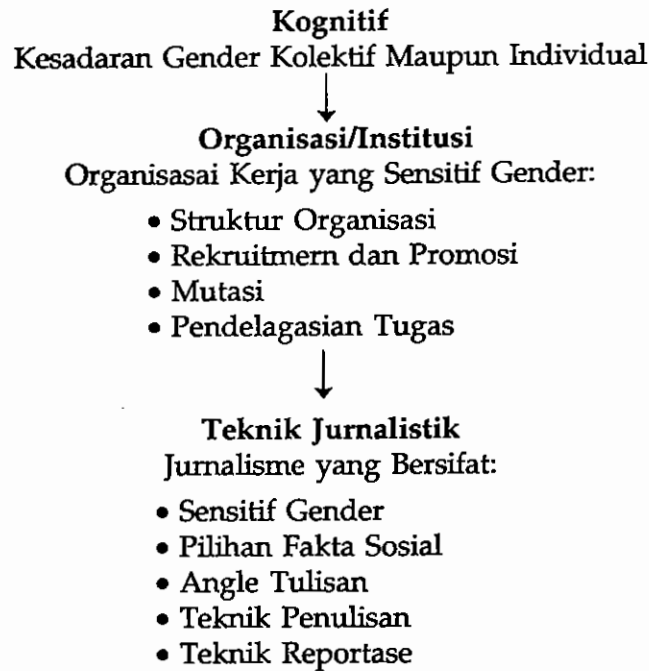 Kognitif
Kesadaran Gender Kolektif Maupun Individual
Organisasi/Institusi
Organisasai Kerja yang Sensitif Gender:
• Struktur Organisasi
• Rekruitmern dan Promosi
• Mutasi
• Pendelagasian Tugas
Teknik Jurnalistik
Jurnalisme yang Bersifat:
• Sensitif Gender
• Pilihan Fakta Sosial
• Angle Tulisan
• Teknik Penulisan
• Teknik Reportase